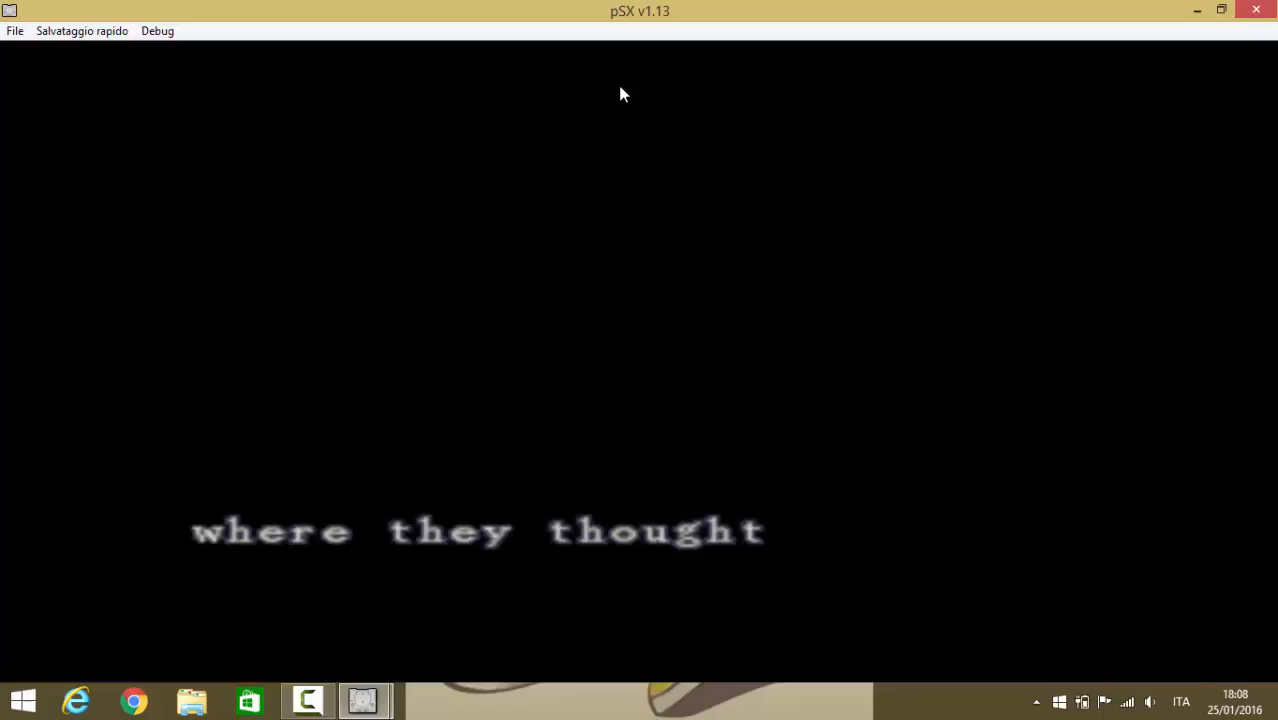 pSX v1.13
File Salvataggio rapido Debug
where they thought
ITA
18:08
25/01/2016